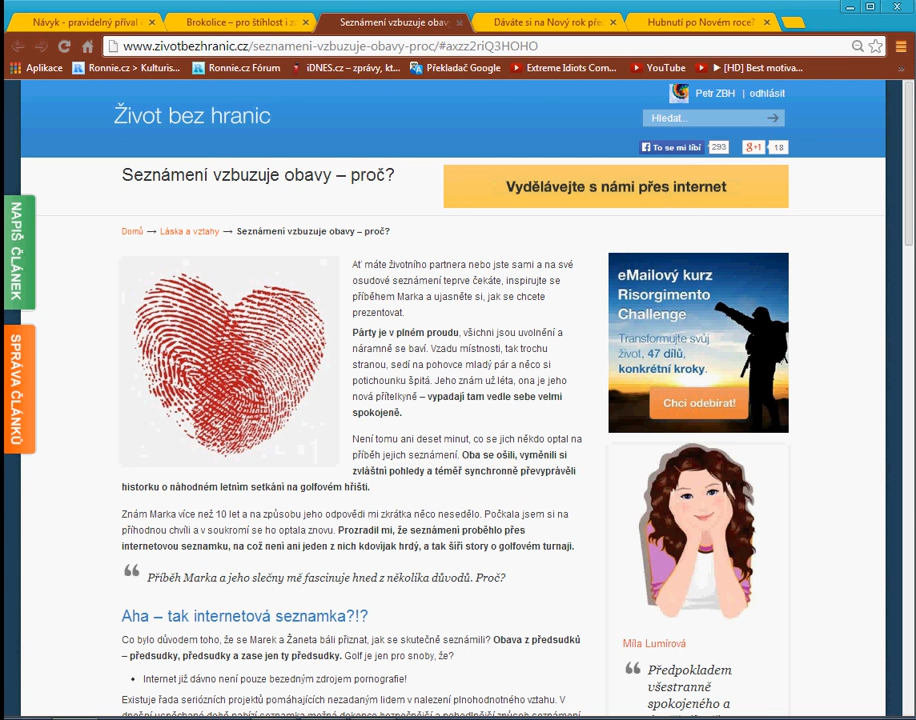 Návyk - pravidelný příval
Brokolice – pro štíhlost i z
Seznámení vzbuzuje obav
Dáváte si na Nový rok pře
Hubnutí po Novém roce?
www.zivotbezhranic.cz/seznameni-vzbuzuje-obavy-proc/#axzz2riQ3HOHO
Aplikace
Ronnie.cz > Kulturis...
Ronnie.cz Fórum
iDNES.cz – zprávy, kt...
Překladač Google
Extreme Idiots Com...
YouTube
► [HD] Best motiva...
»
Petr ZBH | odhlásit
Život bez hranic
Hledat...
To se mi líbí 293
g+1 18
Seznámení vzbuzuje obavy – proč?
Vydělávejte s námi přes internet
NAPIŠ ČLÁNEK
SPRÁVA ČLÁNKŮ
Domů → Láska a vztahy → Seznámení vzbuzuje obavy – proč?
Ať máte životního partnera nebo jste sami a na své
osudové seznámení teprve čekáte, inspirujte se
příběhem Marka a ujasněte si, jak se chcete
prezentovat.
Párty je v plném proudu, všichni jsou uvolnění a
náramně se baví. Vzadu místnosti, tak trochu
stranou, sedí na pohovce mladý pár a něco si
potichounku špitá. Jeho znám už léta, ona je jeho
nová přítelkyně – vypadají tam vedle sebe velmi
spokojeně.
Není tomu ani deset minut, co se jich někdo optal na
příběh jejich seznámení. Oba se ošili, vyměnili si
zvláštní pohledy a téměř synchronně převyprávěli
historku o náhodném letním setkání na golfovém hřišti.
Znám Marka více než 10 let a na způsobu jeho odpovědi mi zkrátka něco nesedělo. Počkala jsem si na
příhodnou chvíli a v soukromí se ho optala znovu. Prozradil mi, že seznámení proběhlo přes
internetovou seznamku, na což není ani jeden z nich kdovíjak hrdý, a tak šíří story o golfovém turnaji.
“ Příběh Marka a jeho slečny mě fascinuje hned z několika důvodů. Proč?
Aha – tak internetová seznamka?!?
Co bylo důvodem toho, že se Marek a Žaneta báli přiznat, jak se skutečně seznámili? Obava z předsudků
– předsudky, předsudky a zase jen ty předsudky. Golf je jen pro snoby, že?
• Internet již dávno není pouze bezedným zdrojem pornografie!
Existuje řada seriózních projektů pomáhajících nezadaným lidem v nalezení plnohodnotného vztahu. V
dnešní uspěchané době nabízí seznamka možná dokonce bezpečnější a pohodlnější způsob seznámení
eMailový kurz
Risorgimento
Challenge
Transformujte svůj
život, 47 dílů,
konkrétní kroky.
Chci odebírat!
Míla Lumírová
“ Předpokladem
všestranně
spokojeného a